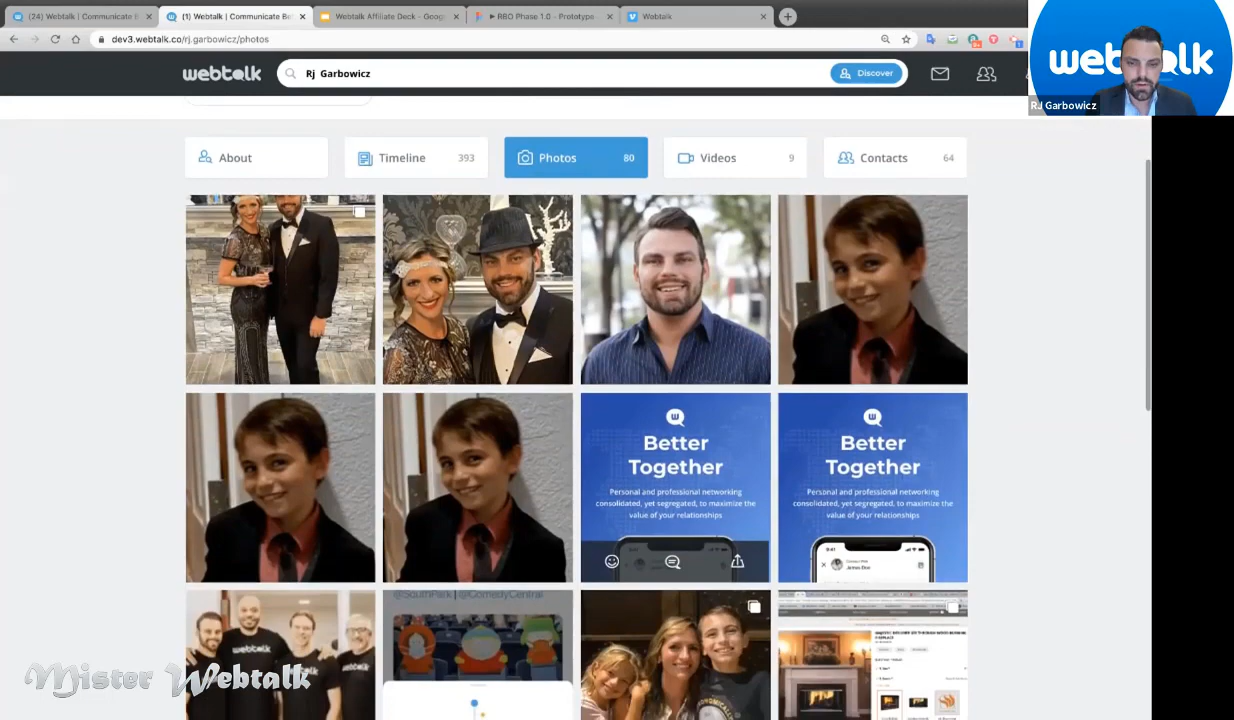 (24) Webtalk | Communicate B
(1) Webtalk | Communicate Be
Webtalk Affiliate Deck - Goog
RBO Phase 1.0 - Prototype -
Webtalk
dev3.webtalk.co/rj.garbowicz/photos
webtalk
Rj Garbowicz
Discover
webtalk
RJ Garbowicz
About
Timeline 393
Photos 80
Videos 9
Contacts 64
Better
Together
Personal and professional networking
consolidated, yet segregated, to maximize the
value of your relationships
Better
Together
Personal and professional networking
consolidated, yet segregated, to maximize the
value of your relationships
9:41
James Doe
@SouthPark | @ComedyCentral
webtalk
Mister Webtalk